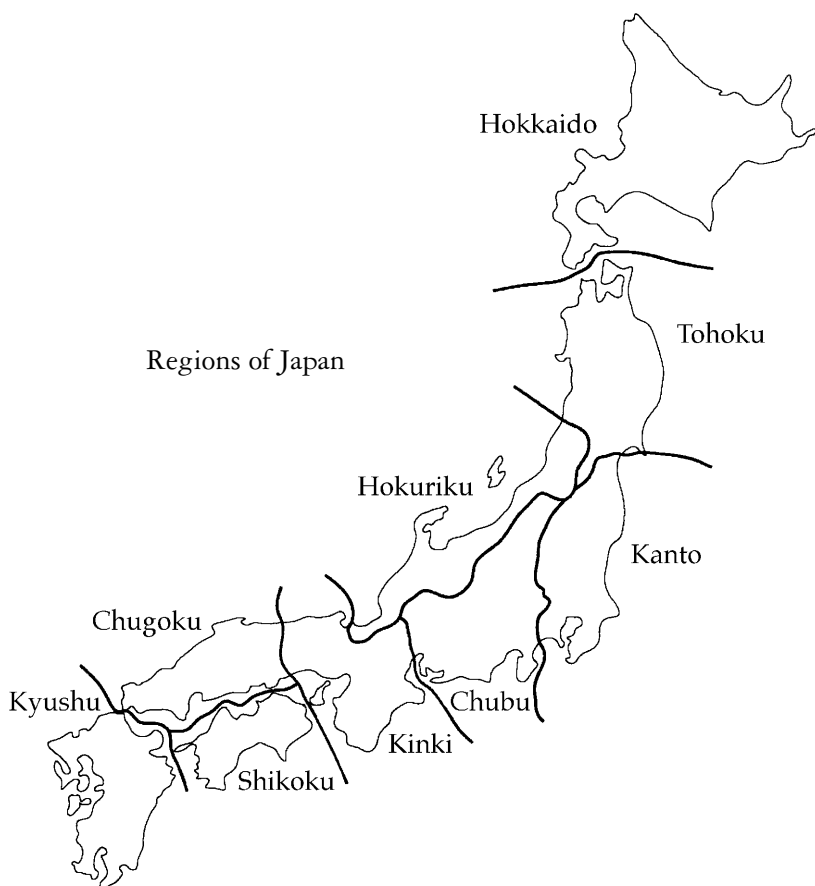 Hokkaido
Tohoku
Regions of Japan
Hokuriku
Kanto
Chugoku
Kyushu
Chubu
Kinki
Shikoku